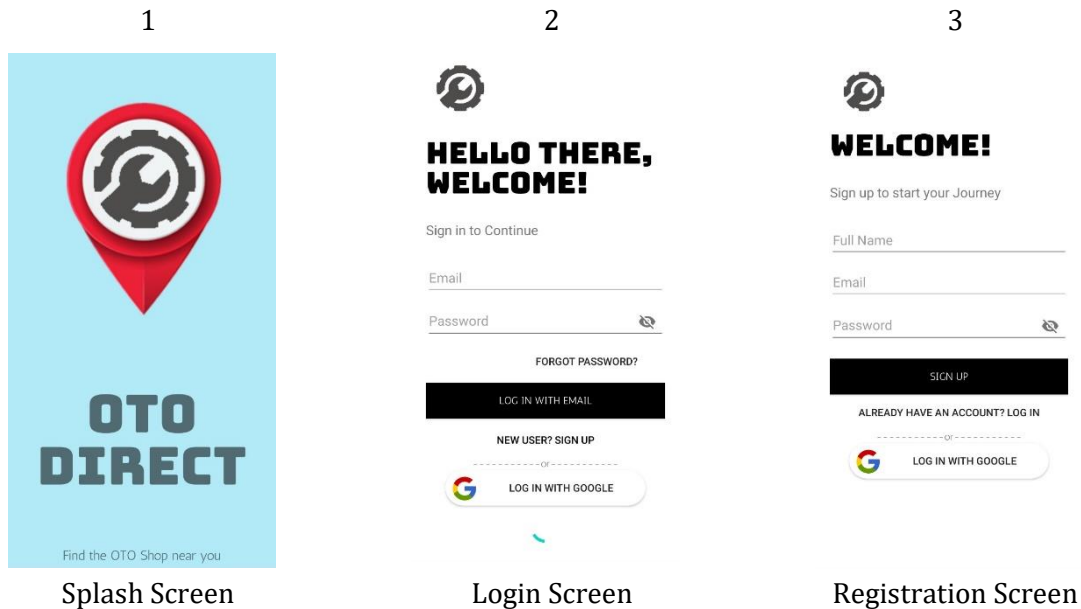 1
2
3
OTO
DIRECT
Find the OTO Shop near you
Splash Screen
HELLO THERE,
WELCOME!
Sign in to Continue
Email
Password
FORGOT PASSWORD?
LOG IN WITH EMAIL
NEW USER? SIGN UP
or
LOG IN WITH GOOGLE
Login Screen
WELCOME!
Sign up to start your Journey
Full Name
Email
Password
SIGN UP
ALREADY HAVE AN ACCOUNT? LOG IN
or
LOG IN WITH GOOGLE
Registration Screen